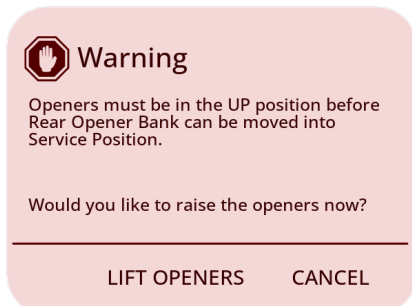 Warning
Openers must be in the UP position before
Rear Opener Bank can be moved into
Service Position.
Would you like to raise the openers now?
LIFT OPENERS CANCEL